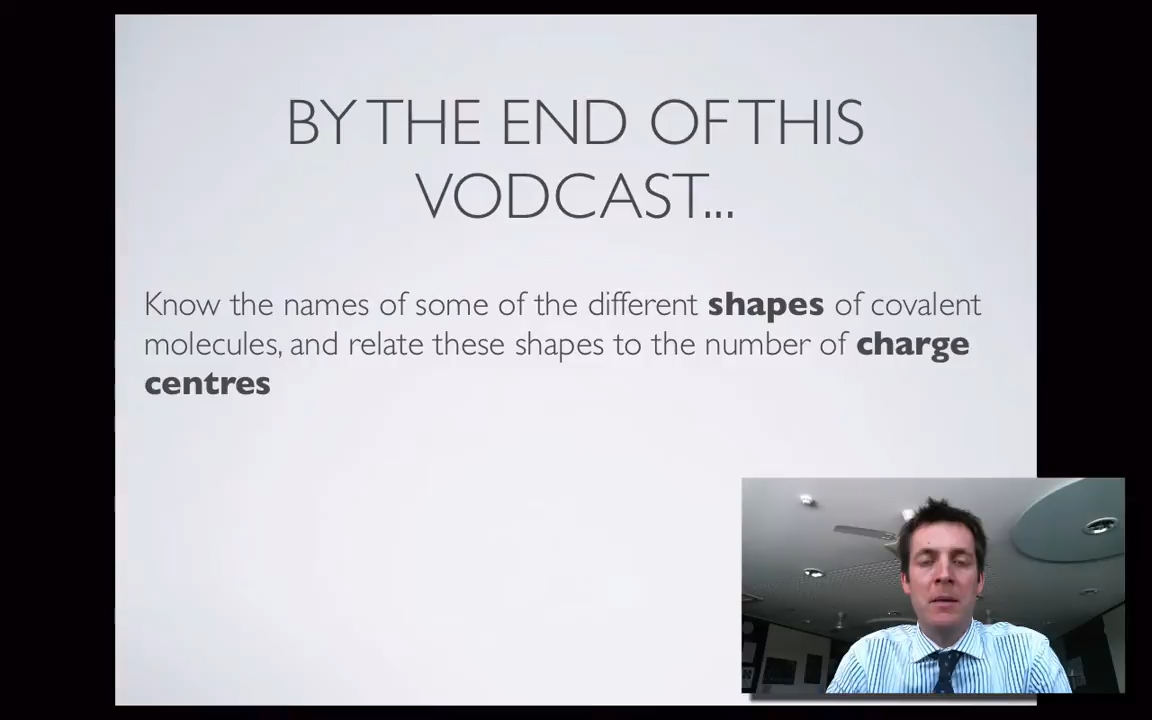 BY THE END OF THIS
VODCAST...
Know the names of some of the different shapes of covalent
molecules, and relate these shapes to the number of charge
centres